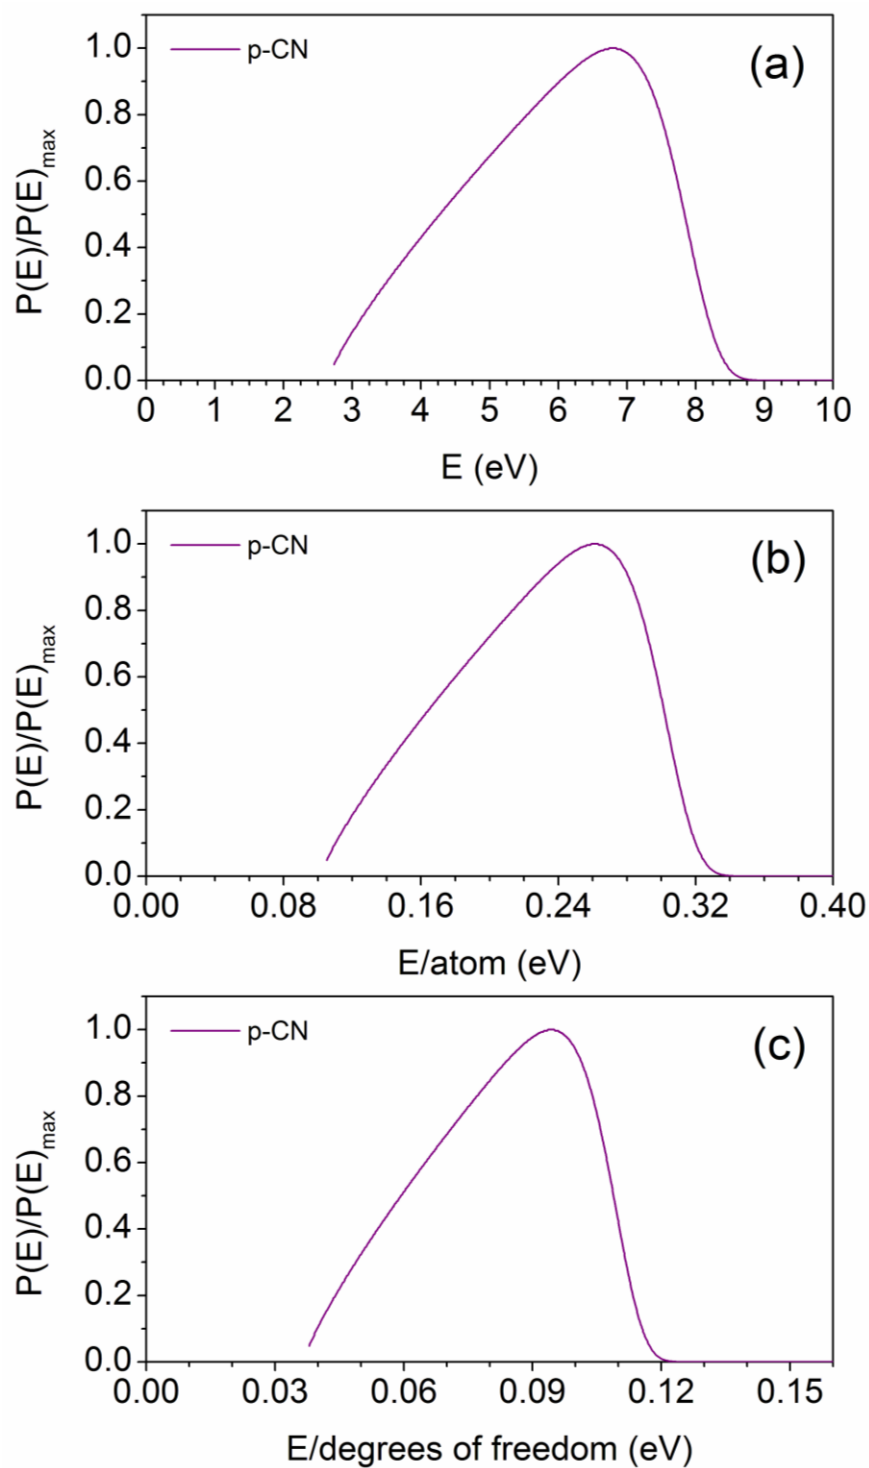 p-CN
(a)
P(E)/P(E)max
1.0
0.8
0.6
0.4
0.2
0.0
0 1 2 3 4 5 6 7 8 9 10
E (eV)
p-CN
(b)
P(E)/P(E)max
1.0
0.8
0.6
0.4
0.2
0.0
0.00 0.08 0.16 0.24 0.32 0.40
E/atom (eV)
p-CN
(c)
P(E)/P(E)max
1.0
0.8
0.6
0.4
0.2
0.0
0.00 0.03 0.06 0.09 0.12 0.15
E/degrees of freedom (eV)